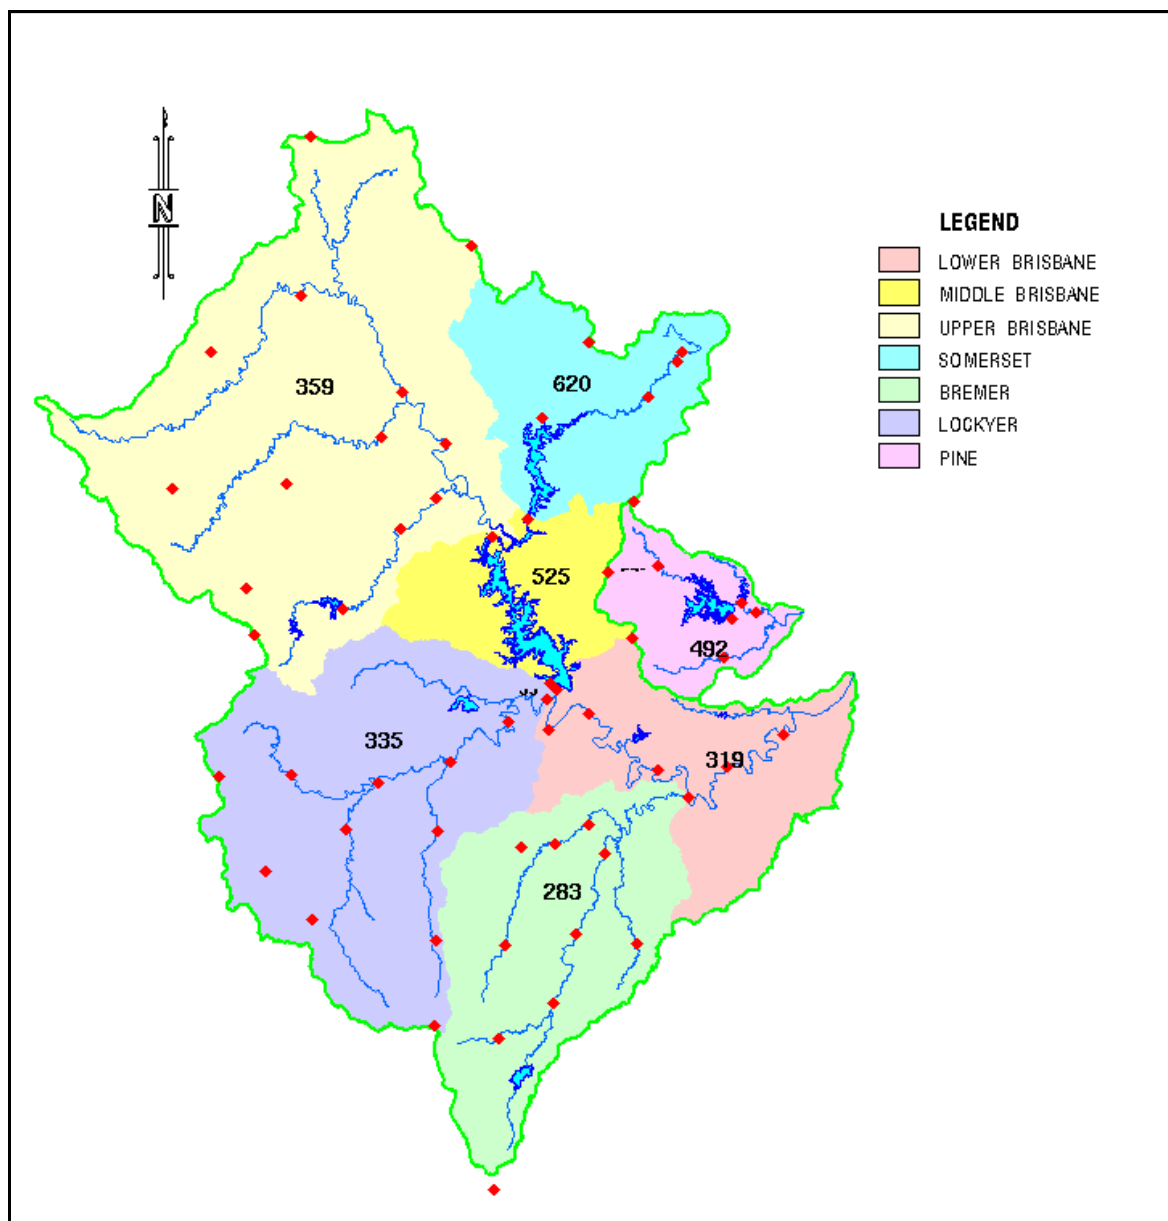 N
LEGEND
LOWER BRISBANE
MIDDLE BRISBANE
UPPER BRISBANE
SOMERSET
BREMER
LOCKYER
PINE
359
620
525
492
335
319
283